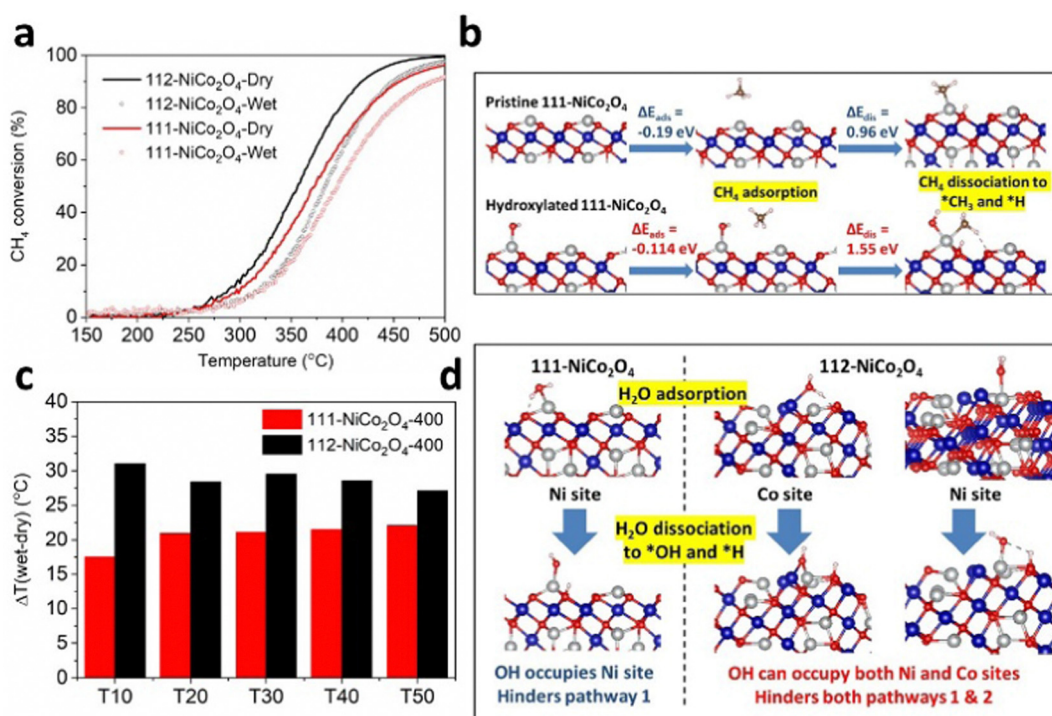 a
CH₄ conversion (%)
100
80
60
40
20
0
112-NiCo₂O₄-Dry
112-NiCo₂O₄-Wet
111-NiCo₂O₄-Dry
111-NiCo₂O₄-Wet
150 200 250 300 350 400 450 500
Temperature (°C)
b
Pristine 111-NiCo₂O₄
ΔE_ads =
-0.19 eV
ΔE_dis =
0.96 eV
CH₄ adsorption
CH₄ dissociation to
*CH₃ and *H
Hydroxylated 111-NiCo₂O₄
ΔE_ads =
-0.114 eV
ΔE_dis =
1.55 eV
c
ΔT(wet-dry) (°C)
40
35
30
25
20
15
10
5
0
111-NiCo₂O₄-400
112-NiCo₂O₄-400
T10 T20 T30 T40 T50
d
111-NiCo₂O₄
112-NiCo₂O₄
H₂O adsorption
Ni site
Co site
Ni site
H₂O dissociation
to *OH and *H
OH occupies Ni site
Hinders pathway 1
OH can occupy both Ni and Co sites
Hinders both pathways 1 & 2